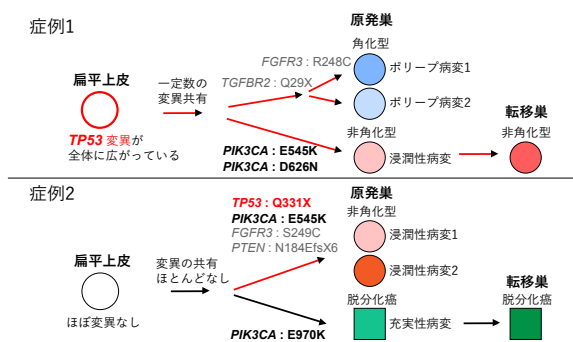 症例1
原発巣
角化型
FGFR3 : R248C
TGFBR2 : Q29X
ポリープ病変1
ポリープ病変2
扁平上皮
一定数の
変異共有
TP53 変異が
全体に広がっている
PIK3CA : E545K
PIK3CA : D626N
非角化型
浸潤性病変
転移巣
非角化型
症例2
原発巣
非角化型
TP53 : Q331X
PIK3CA : E545K
FGFR3 : S249C
PTEN : N184EfsX6
浸潤性病変1
浸潤性病変2
扁平上皮
変異の共有
ほとんどなし
ほぼ変異なし
PIK3CA : E970K
脱分化癌
充実性病変
転移巣
脱分化癌